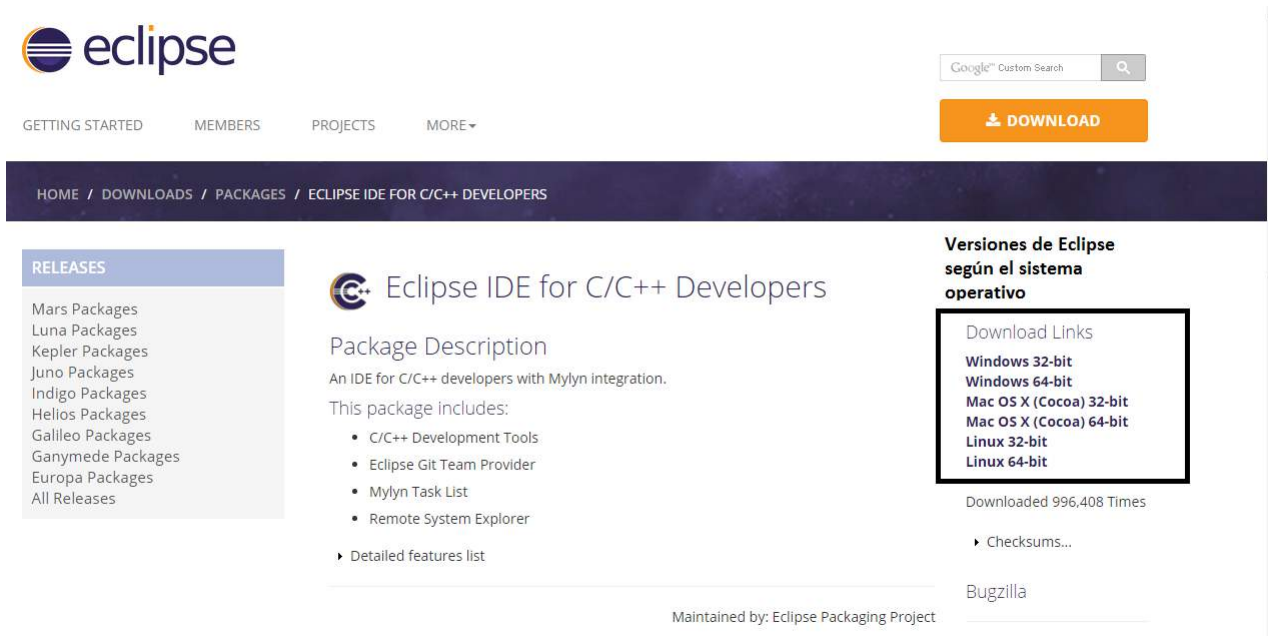 eclipse
Google™ Custom Search
GETTING STARTED MEMBERS PROJECTS MORE
DOWNLOAD
HOME / DOWNLOADS / PACKAGES / ECLIPSE IDE FOR C/C++ DEVELOPERS
RELEASES
Mars Packages
Luna Packages
Kepler Packages
Juno Packages
Indigo Packages
Helios Packages
Galileo Packages
Ganymede Packages
Europa Packages
All Releases
C++
Eclipse IDE for C/C++ Developers
Package Description
An IDE for C/C++ developers with Mylyn integration.
This package includes:
• C/C++ Development Tools
• Eclipse Git Team Provider
• Mylyn Task List
• Remote System Explorer
Detailed features list
Maintained by: Eclipse Packaging Project
Versiones de Eclipse
según el sistema
operativo
Download Links
Windows 32-bit
Windows 64-bit
Mac OS X (Cocoa) 32-bit
Mac OS X (Cocoa) 64-bit
Linux 32-bit
Linux 64-bit
Downloaded 996,408 Times
Checksums...
Bugzilla